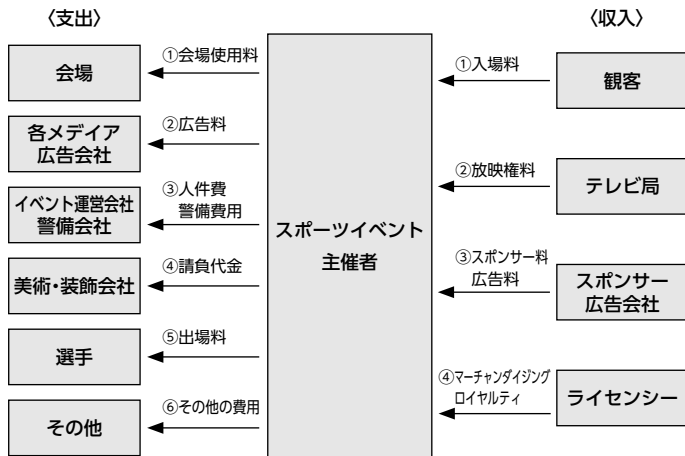 〈支出〉
〈収入〉
会場
①会場使用料
各メディア
広告会社
②広告料
イベント運営会社
警備会社
③人件費
警備費用
美術・装飾会社
④請負代金
選手
⑤出場料
その他
⑥その他の費用
スポーツイベント
主催者
①入場料
観客
②放映権料
テレビ局
③スポンサー料
広告料
スポンサー
広告会社
④マーチャンダイジング
ロイヤルティ
ライセンシー